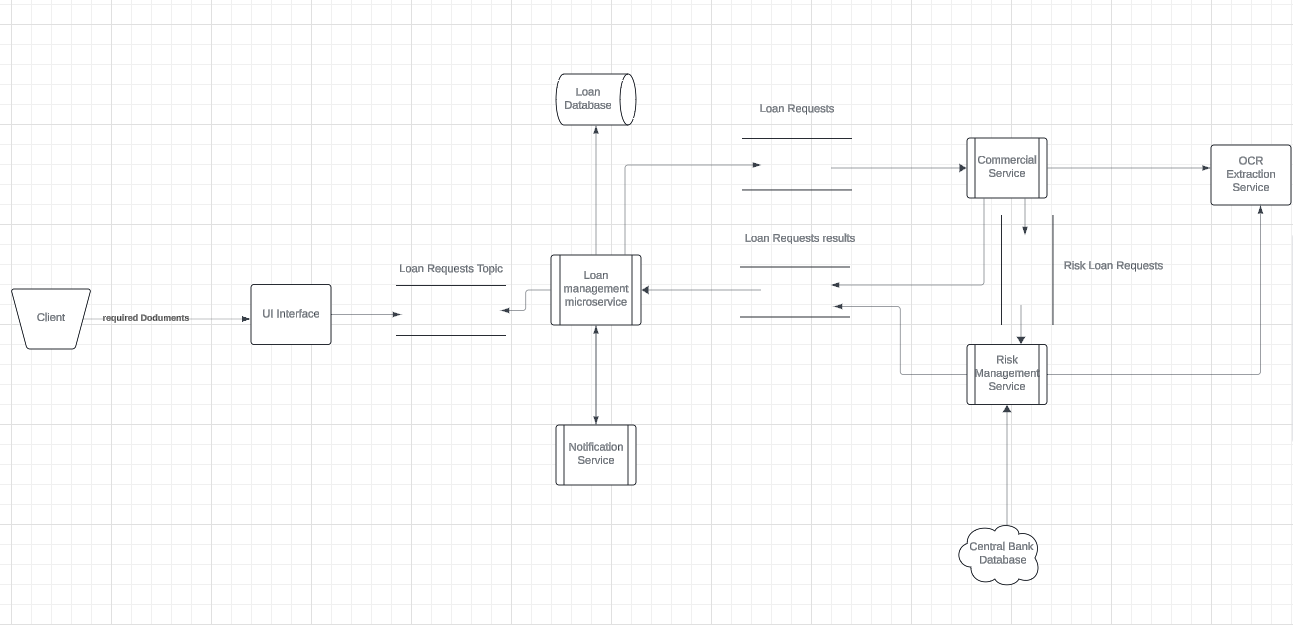 Loan
Database
Loan Requests
Commercial
Service
OCR
Extraction
Service
Loan Requests results
Risk Loan Requests
Loan Requests Topic
Loan
management
microservice
Client
required Doduments
UI Interface
Risk
Management
Service
Notification
Service
Central Bank
Database